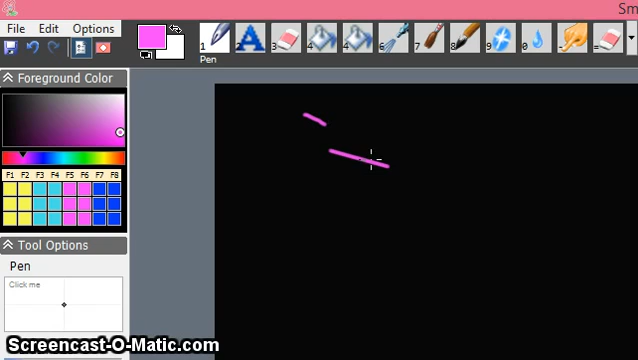 Sm
File Edit Options
1 2 3 4 4 6 7 8 9 0 =
Pen
Foreground Color
F1 F2 F3 F4 F5 F6 F7 F8
Tool Options
Pen
Click me
Screencast-O-Matic.com